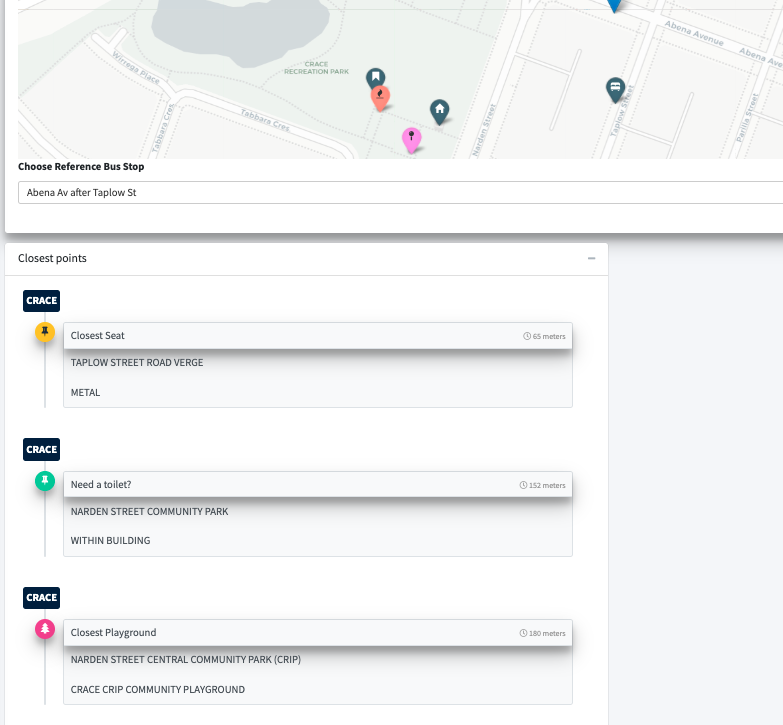 Abena Avenue
Abena Ave
CRACE
RECREATION PARK
Wirrega Place
Tabbara Cres
Tabbara Cres
Narden Street
Taplow Street
Parilla Street
Choose Reference Bus Stop
Abena Av after Taplow St
Closest points
CRACE
Closest Seat
65 meters
TAPLOW STREET ROAD VERGE
METAL
CRACE
Need a toilet?
152 meters
NARDEN STREET COMMUNITY PARK
WITHIN BUILDING
CRACE
Closest Playground
180 meters
NARDEN STREET CENTRAL COMMUNITY PARK (CRIP)
CRACE CRIP COMMUNITY PLAYGROUND